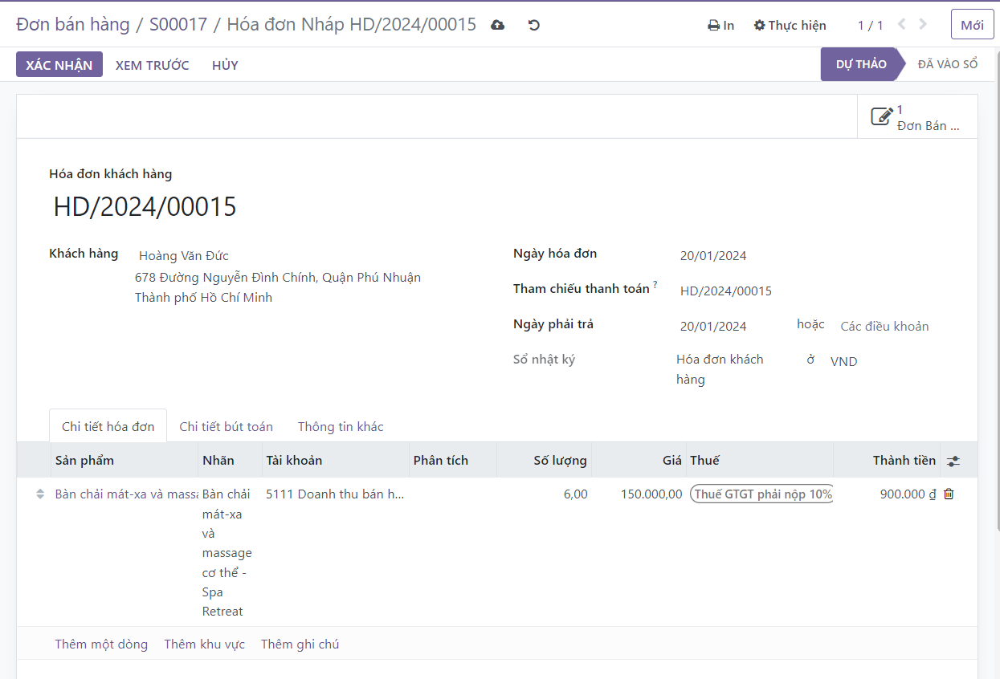 Đơn bán hàng / S00017 / Hóa đơn Nháp HD/2024/00015
In
Thực hiện
1 / 1
Mới
XÁC NHẬN
XEM TRƯỚC
HỦY
DỰ THẢO
ĐÃ VÀO SỔ
1
Đơn Bán ...
Hóa đơn khách hàng
HD/2024/00015
Khách hàng
Hoàng Văn Đức
678 Đường Nguyễn Đình Chính, Quận Phú Nhuận
Thành phố Hồ Chí Minh
Ngày hóa đơn
20/01/2024
Tham chiếu thanh toán ?
HD/2024/00015
Ngày phải trả
20/01/2024
hoặc
Các điều khoản
Sổ nhật ký
Hóa đơn khách
hàng
ở
VND
Chi tiết hóa đơn
Chi tiết bút toán
Thông tin khác
Sản phẩm
Nhãn
Tài khoản
Phân tích
Số lượng
Giá
Thuế
Thành tiền
Bàn chải mát-xa và massa
Bàn chải
mát-xa
và
massage
cơ thể -
Spa
Retreat
5111 Doanh thu bán h...
6,00
150.000,00
Thuế GTGT phải nộp 10%
900.000 ₫
Thêm một dòng
Thêm khu vực
Thêm ghi chú